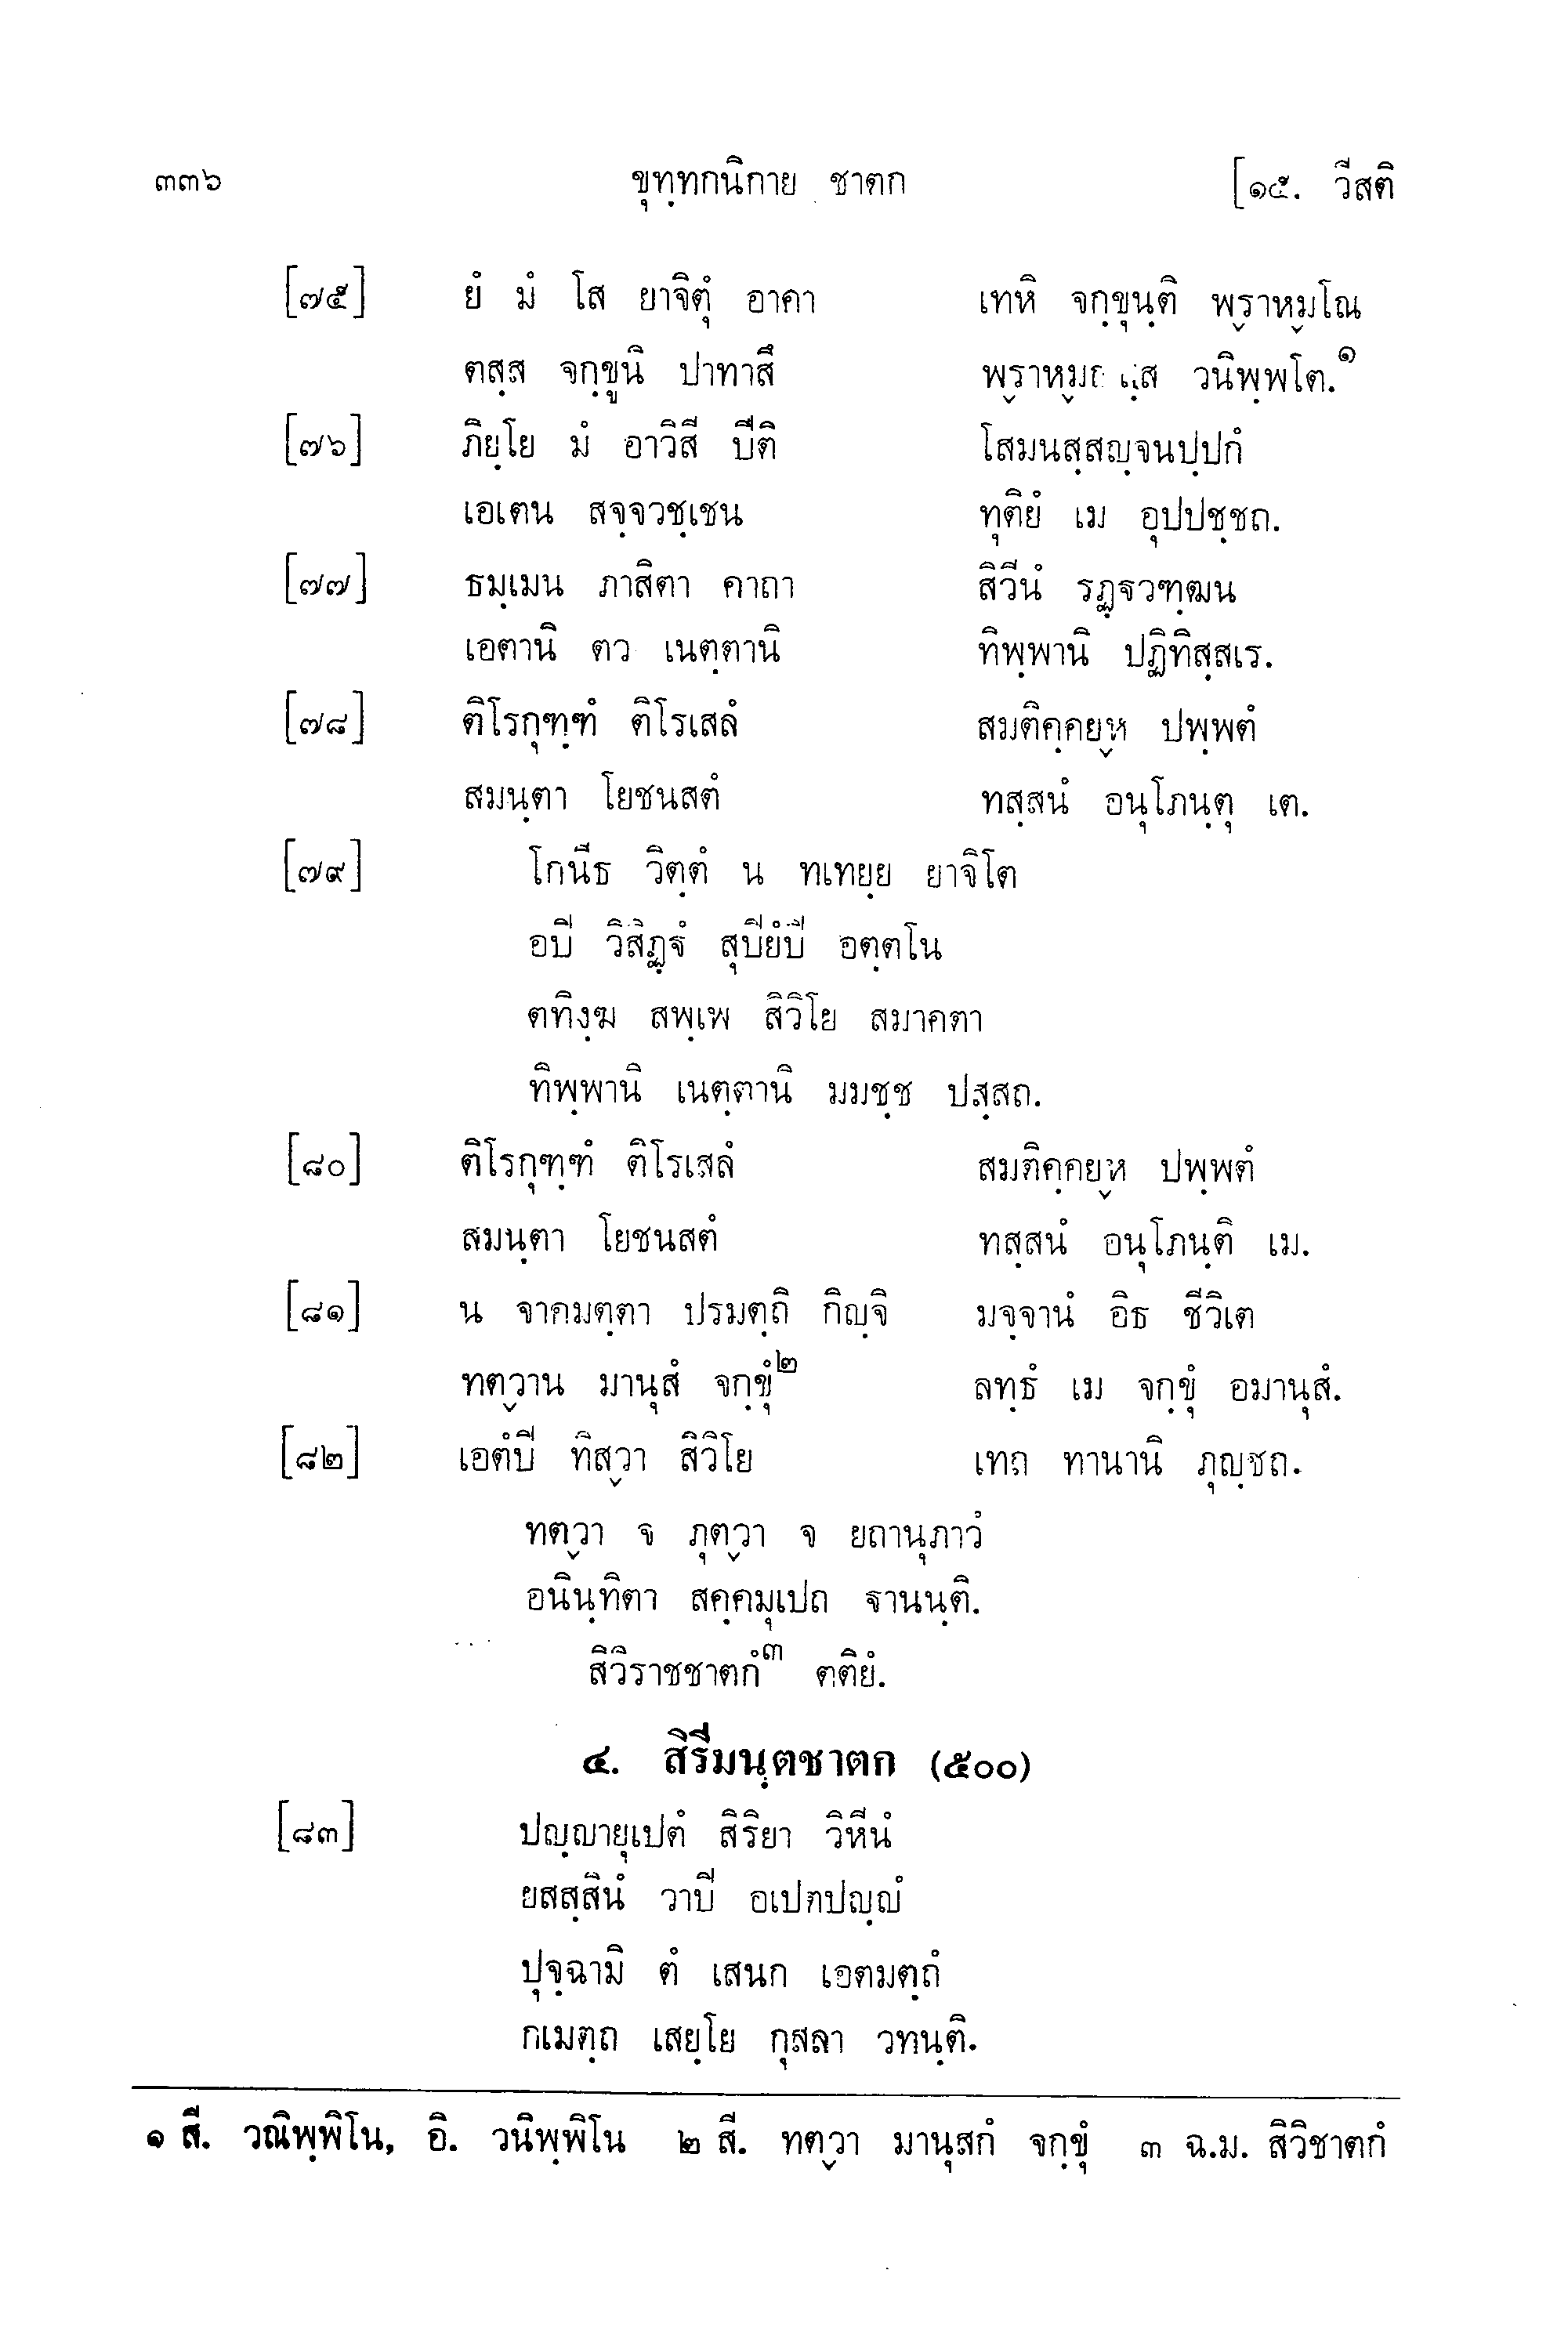 ๓๓๖ ขุทฺทกนิกาย ชาตก [๑๕. วีสติ
[๗๕] ยํ มํ โส ยาจิตุํ อาคา เทหิ จกฺขุนฺติ พฺราหฺมโณ
ตสฺส จกฺขูนิ ปาทาสึ วนิพฺพโต.๑
[๗๖] ภิยฺโย มํ อาวิสี ปีติ โสมนสฺสญฺจนปฺปกํ
เอเตน สจฺจวชฺเชน ทุติยํ เม อุปปชฺชถ.
[๗๗] ธมฺเมน ภาสิตา คาถา สิวีนํ รฏฺฐวฑฺฒน
เอตานิ ตว เนตฺตานิ ทิพฺพานิ ปฏิทิสฺสเร.
[๗๘] ติโรกุฑฺฑํ ติโรเสลํ สมติคฺคยฺห ปพฺพตํ
สมนฺตา โยชนสตํ ทสฺสนํ อนุโภนฺตุ เต.
[๗๙] โกนีธ วิตฺตํ น ทเทยฺย ยาจิโต
อปิ วิสิฏฺฐํ สุปิยํปิ อตฺตโน
ตทิงฺฆ สพฺเพ สิวิโย สมาคตา
ทิพฺพานิ เนตฺตานิ มมชฺช ปสฺสถ.
[๘๐] ติโรกุฑฺฑํ ติโรเสลํ สมติคฺคยฺห ปพฺพตํ
สมนฺตา โยชนสตํ ทสฺสนํ อนุโภนฺติ เม.
[๘๑] น จาคมตฺตา ปรมตฺถิ กิญฺจิ มจฺจานํ อิธ ชีวิเต
ทตฺวาน มานุสํ จกฺขุํ๒ ลทฺธํ เม จกฺขุํ อมานุสํ.
[๘๒] เอตํปิ ทิสฺวา สิวิโย เทถ ทานานิ ภุญฺชถ.
ทตฺวา จ ภุตฺวา จ ยถานุภาวํ
อนินฺทิตา สคฺคมุเปถ ฐานนฺติ.
สิวิราชชาตกํ๓ ตติยํ.
๔. สิรีมนฺตชาตก (๕๐๐)
[๘๓] ปญฺญายุเปตํ สิริยา วิหีนํ
ยสสฺสินํ วาปิ อเปตปญฺญํ
ปุจฺฉามิ ตํ เสนก เอตมตฺถํ
กเมตฺถ เสยฺโย กุสลา วทนฺติ.
๑ สี. วณิพฺพิโน, อิ. วนิพฺพิโน ๒ สี. ทตฺวา มานุสกํ จกฺขุํ ๓ ฉ.ม. สิวิชาตกํ